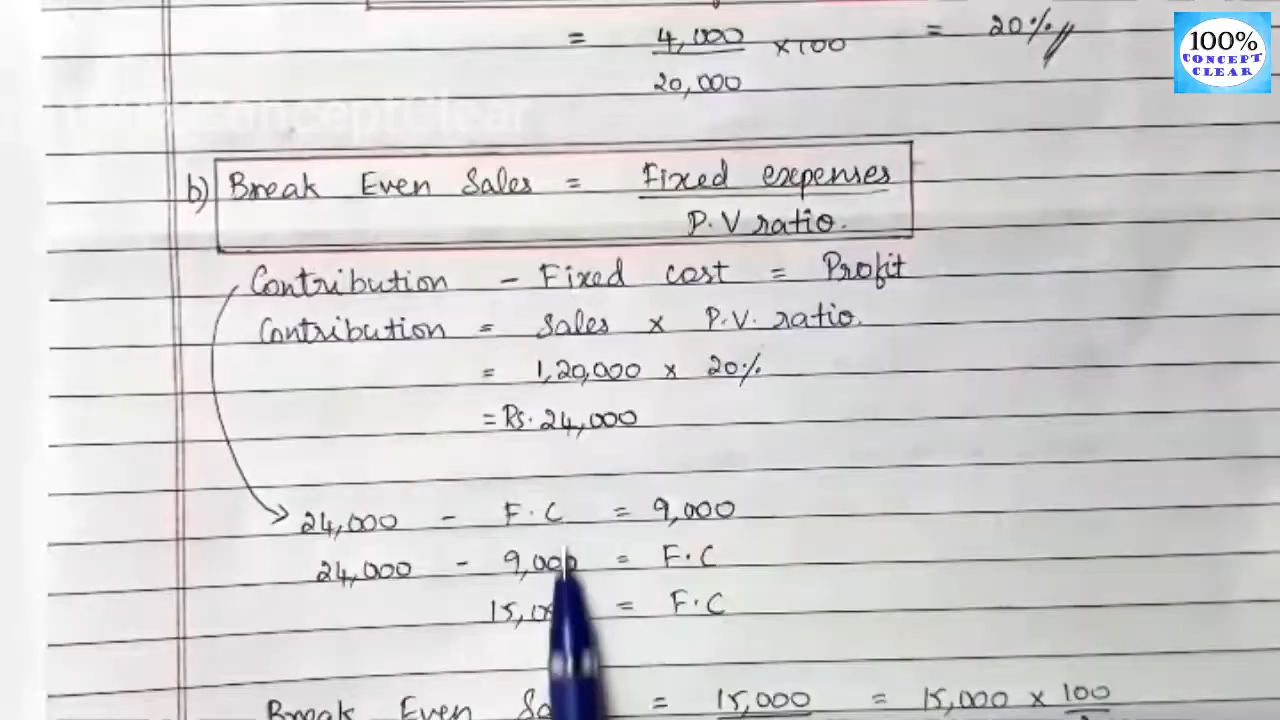 = 4,000 × 100 = 20%
20,000
100%
CONCEPT
CLEAR
ConceptClear
b) Break Even Sales = Fixed expenses
P.V ratio.
Contribution - Fixed cost = Profit
Contribution = Sales × P.V. ratio.
= 1,20,000 × 20%
= Rs. 24,000
24,000 - F.C = 9,000
24,000 - 9,000 = F.C
= F.C
Break Even = 15,000 = 15,000 × 100